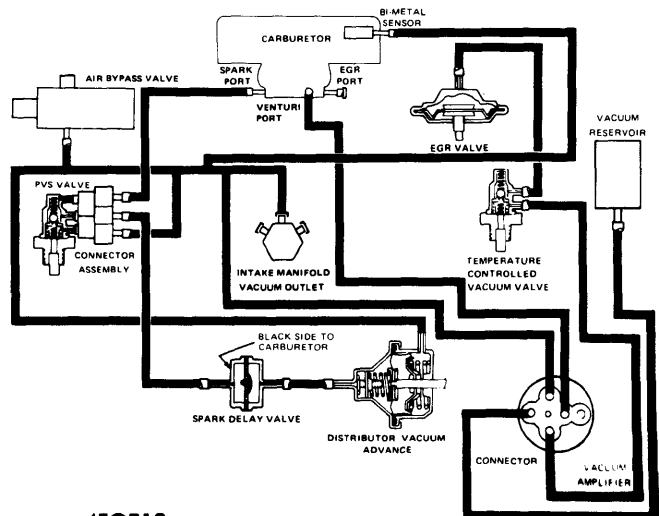 BI-METAL
SENSOR
CARBURETOR
SPARK
PORT
EGR
PORT
VENTURI
PORT
AIR BYPASS VALVE
EGR VALVE
VACUUM
RESERVOIR
PVS VALVE
CONNECTOR
ASSEMBLY
INTAKE MANIFOLD
VACUUM OUTLET
TEMPERATURE
CONTROLLED
VACUUM VALVE
BLACK SIDE TO
CARBURETOR
SPARK DELAY VALVE
DISTRIBUTOR VACUUM
ADVANCE
CONNECTOR
VACUUM
AMPLIFIER